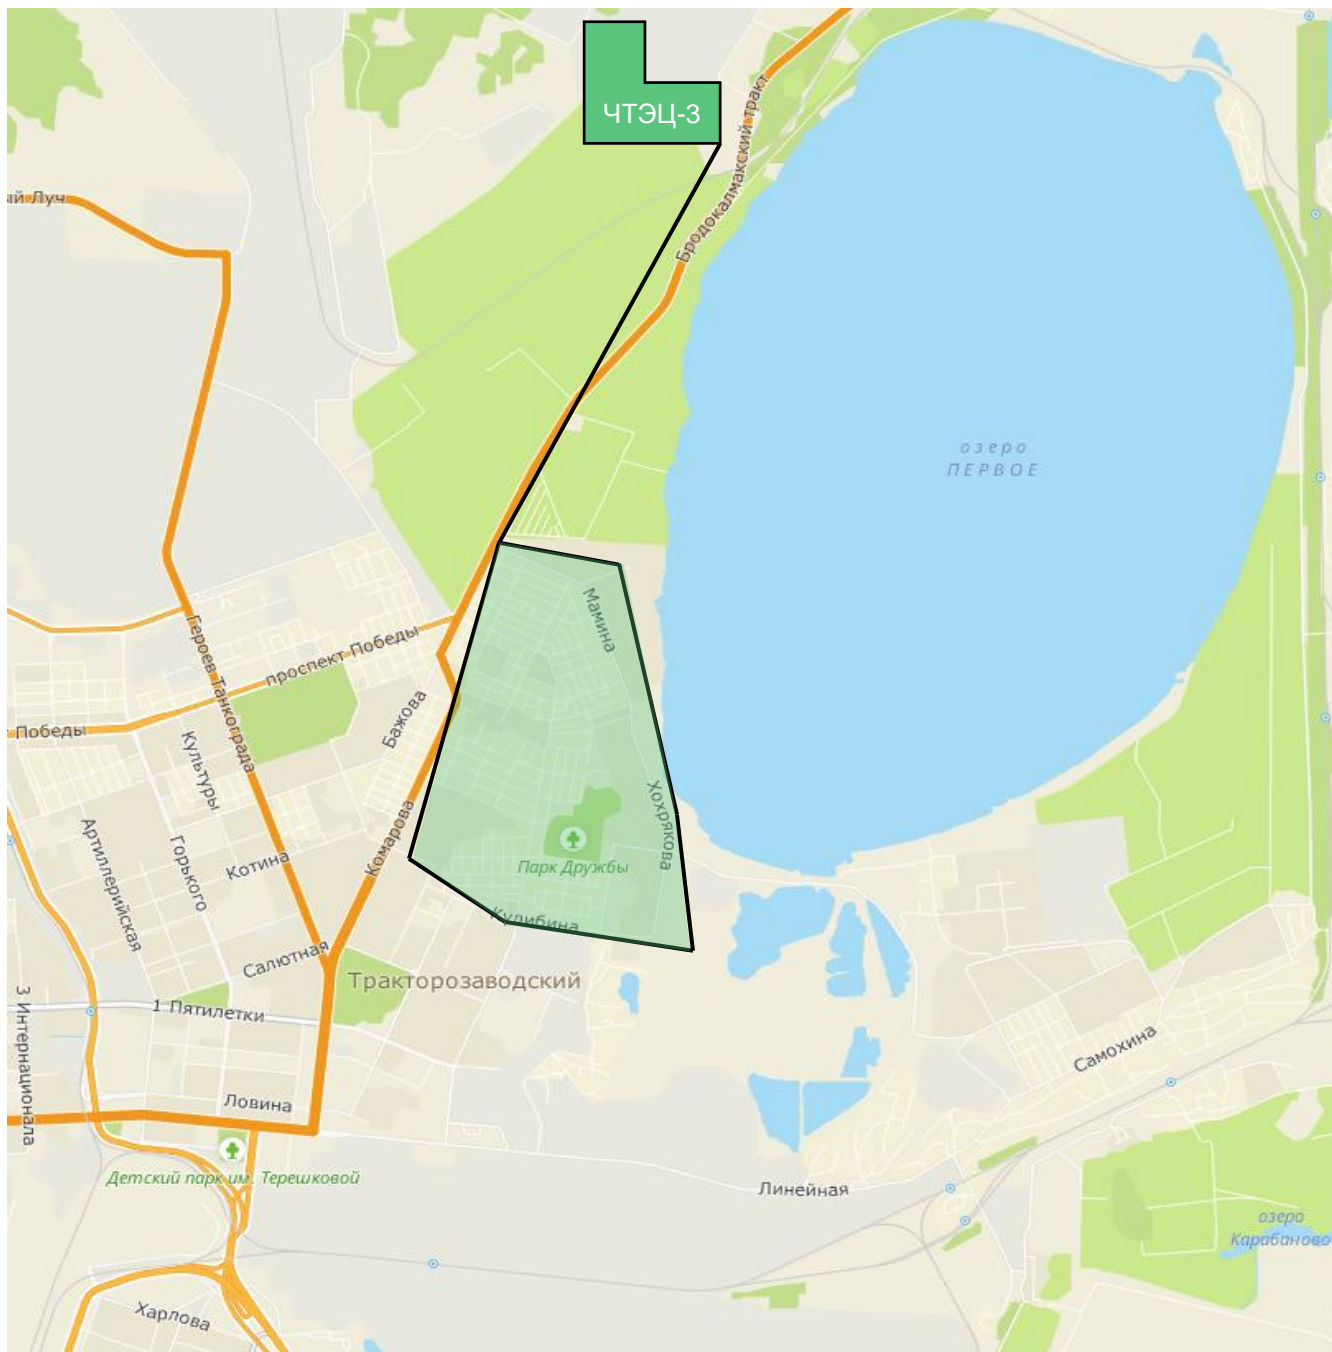 ЧТЭЦ-3
Бродокалмакский тракт
ый Луч
озеро
ПЕРВОЕ
Мамина
Героев Танкограда
проспект Победы
Бажова
Победы
Культуры
Хохрякова
Комарова
Артиллерийская
Горького
Котина
Парк Дружбы
Кулибина
Салютная
Тракторозаводский
3 Интернационала
1 Пятилетки
Самохина
Ловина
Детский парк им. Терешковой
Линейная
озеро
Карабаново
Харлова